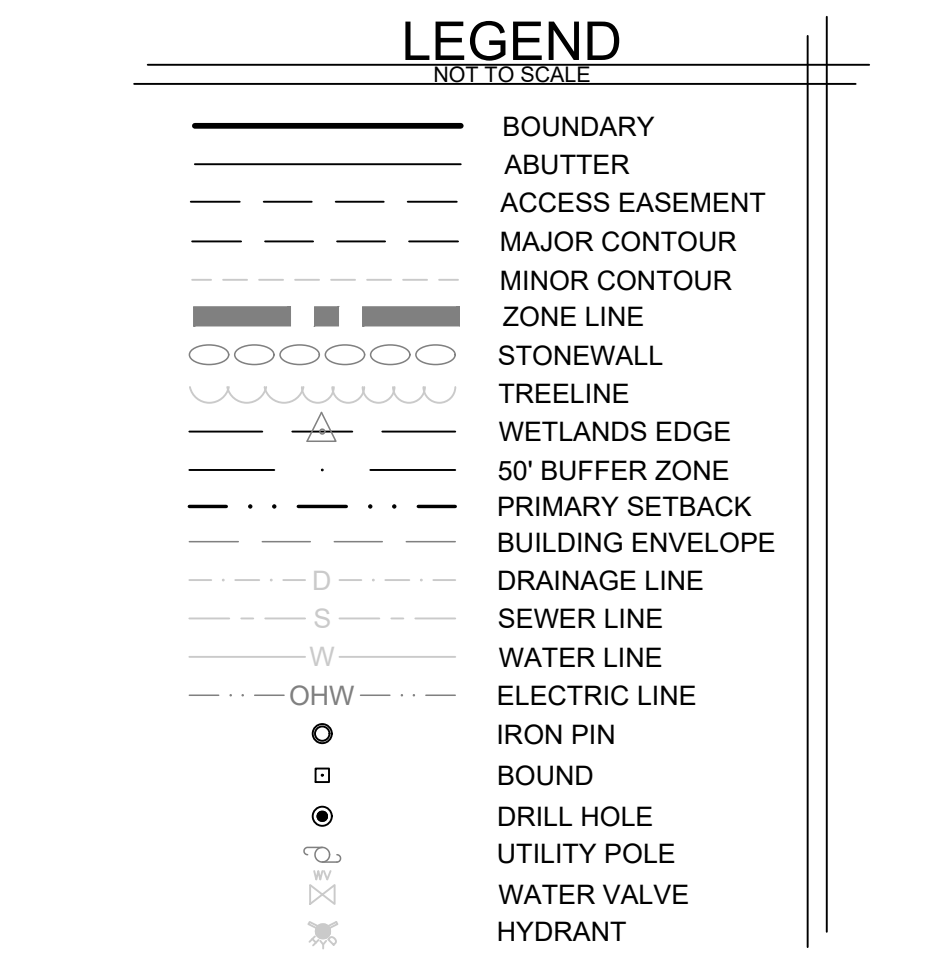 LEGEND
NOT TO SCALE
BOUNDARY
ABUTTER
ACCESS EASEMENT
MAJOR CONTOUR
MINOR CONTOUR
ZONE LINE
STONEWALL
TREELINE
WETLANDS EDGE
50' BUFFER ZONE
PRIMARY SETBACK
BUILDING ENVELOPE
D DRAINAGE LINE
S SEWER LINE
W WATER LINE
OHW ELECTRIC LINE
IRON PIN
BOUND
DRILL HOLE
UTILITY POLE
WV
WATER VALVE
HYDRANT